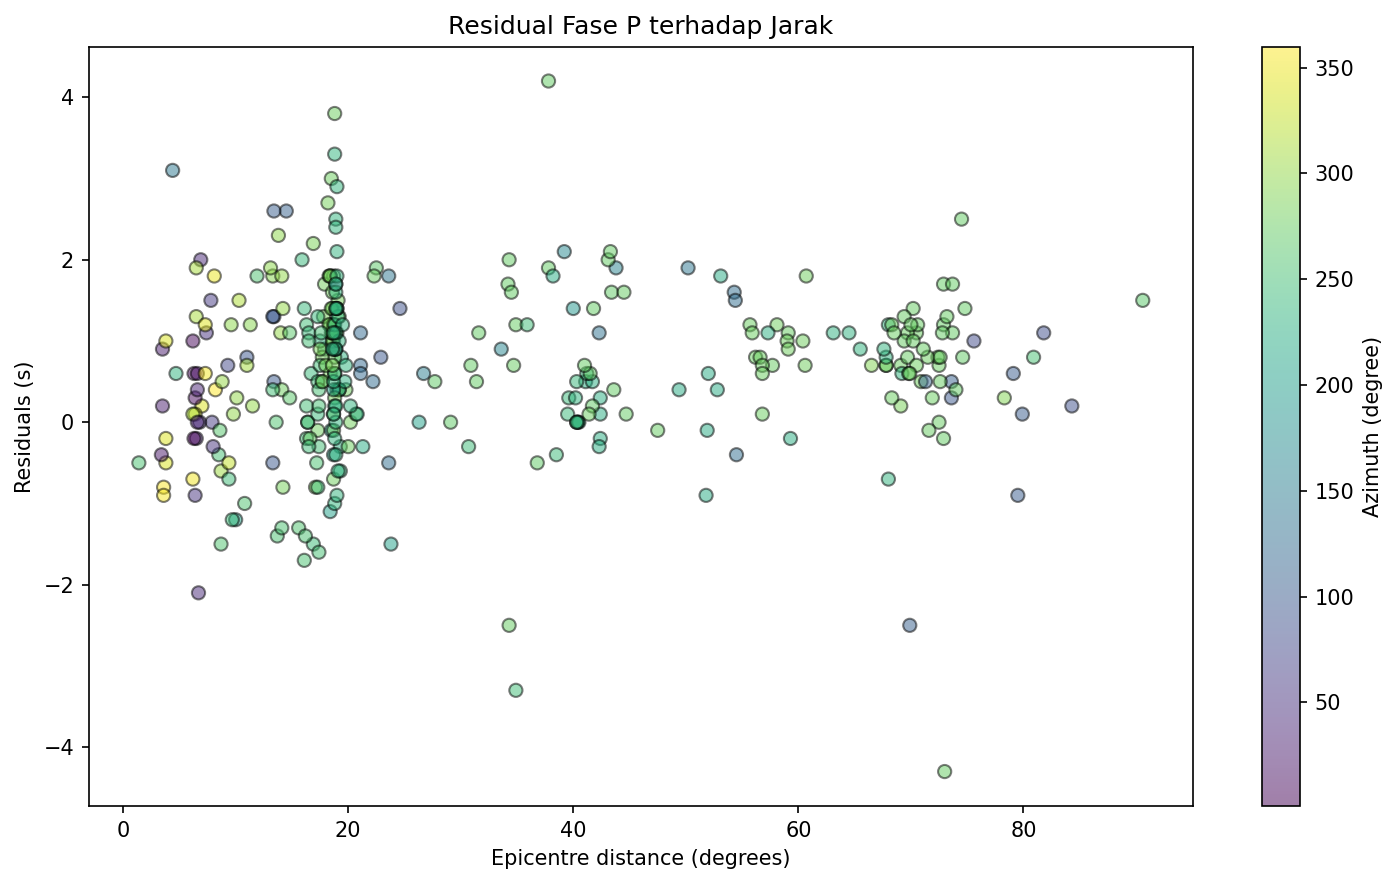 Residual Fase P terhadap Jarak
4
2
0
−2
−4
Residuals (s)
0 20 40 60 80
Epicentre distance (degrees)
350
300
250
200
150
100
50
Azimuth (degree)